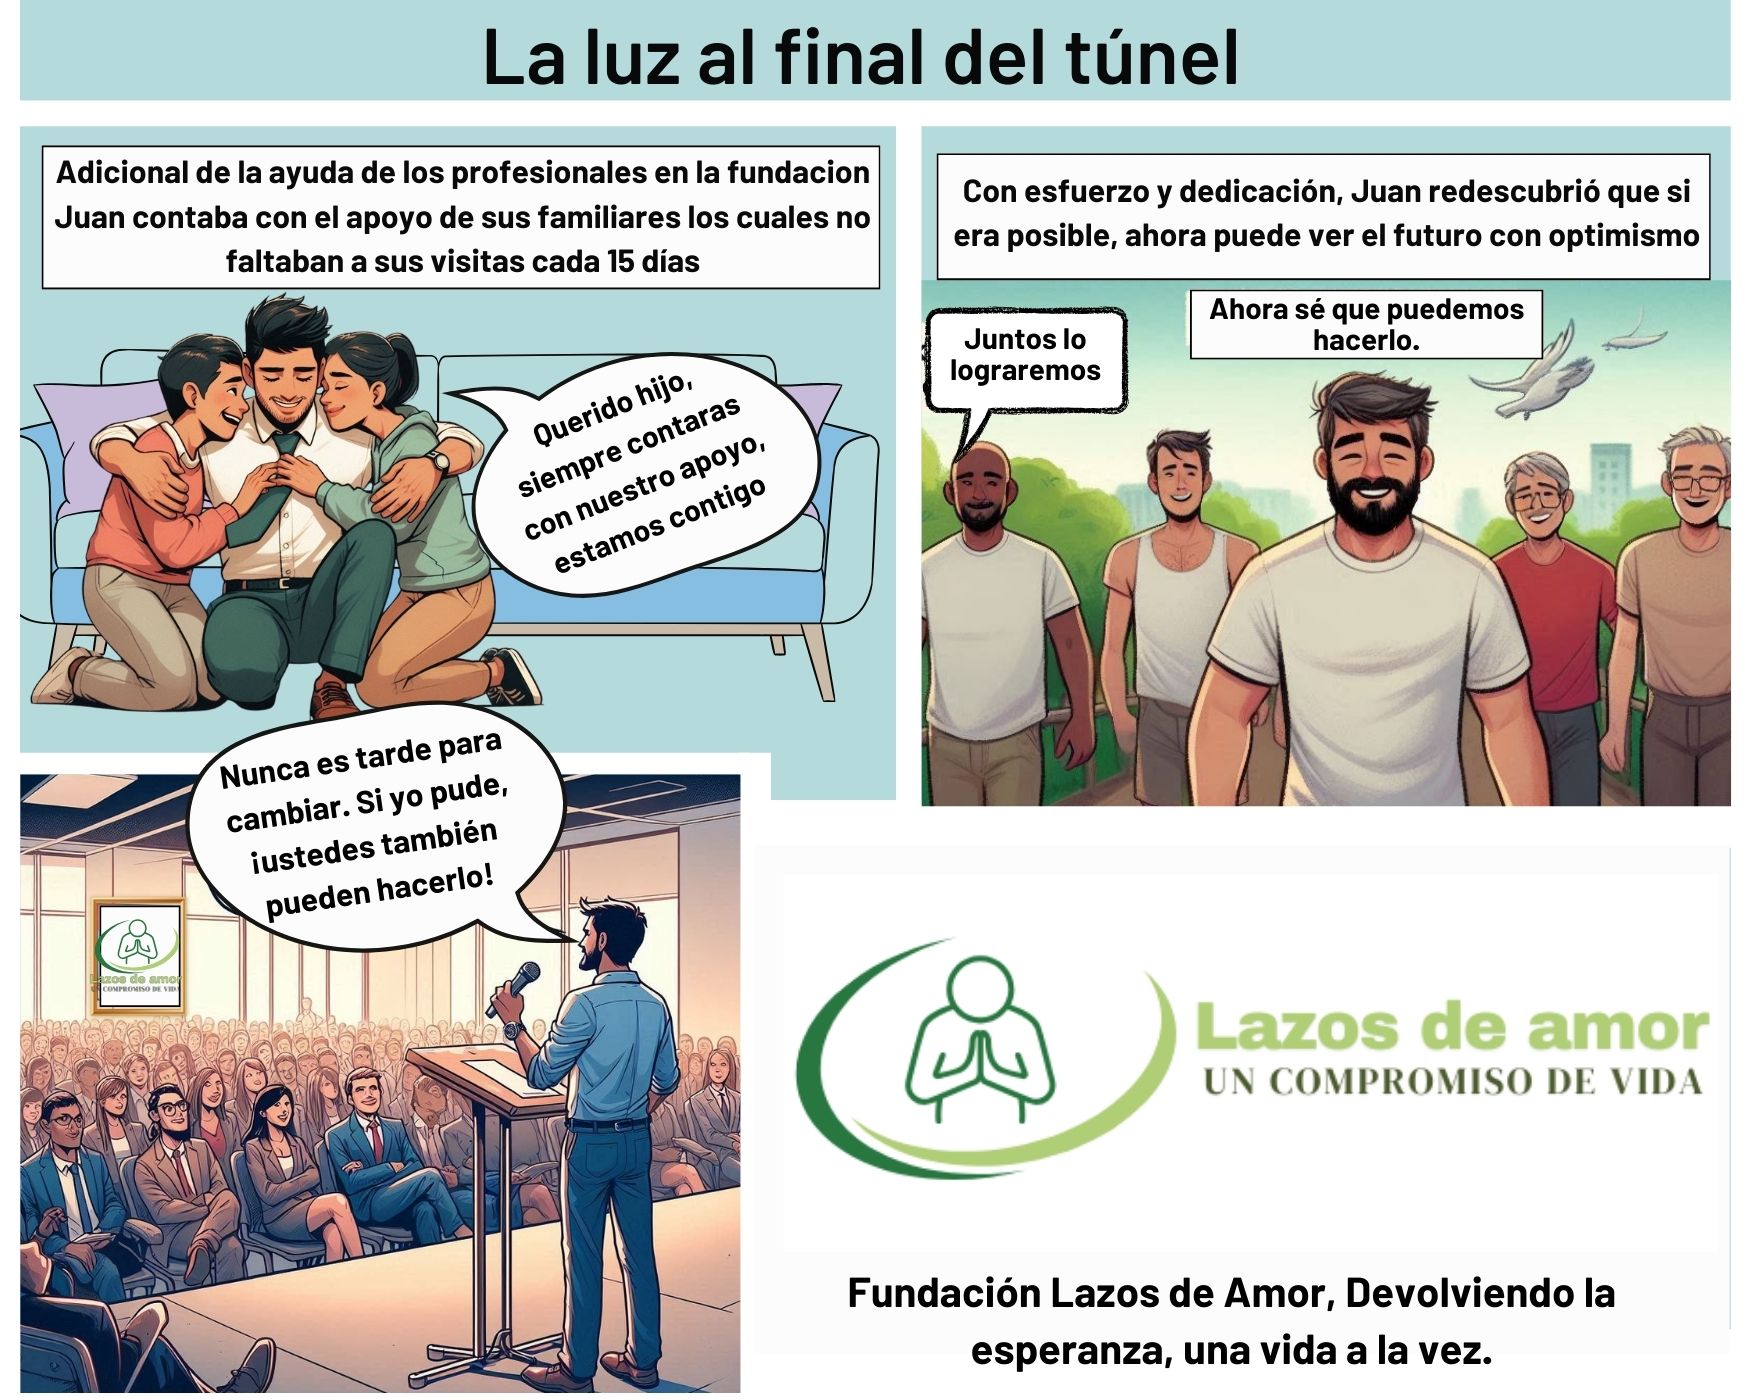 La luz al final del túnel
Adicional de la ayuda de los profesionales en la fundacion
Juan contaba con el apoyo de sus familiares los cuales no
faltaban a sus visitas cada 15 días
Querido hijo,
siempre contaras
con nuestro apoyo,
estamos contigo
Con esfuerzo y dedicación, Juan redescubrió que si
era posible, ahora puede ver el futuro con optimismo
Juntos lo
lograremos
Ahora sé que puedemos
hacerlo.
Nunca es tarde para
cambiar. Si yo pude,
¡ustedes también
pueden hacerlo!
Lazos de amor
UN COMPROMISO DE VIDA
Lazos de amor
UN COMPROMISO DE VIDA
Fundación Lazos de Amor, Devolviendo la
esperanza, una vida a la vez.